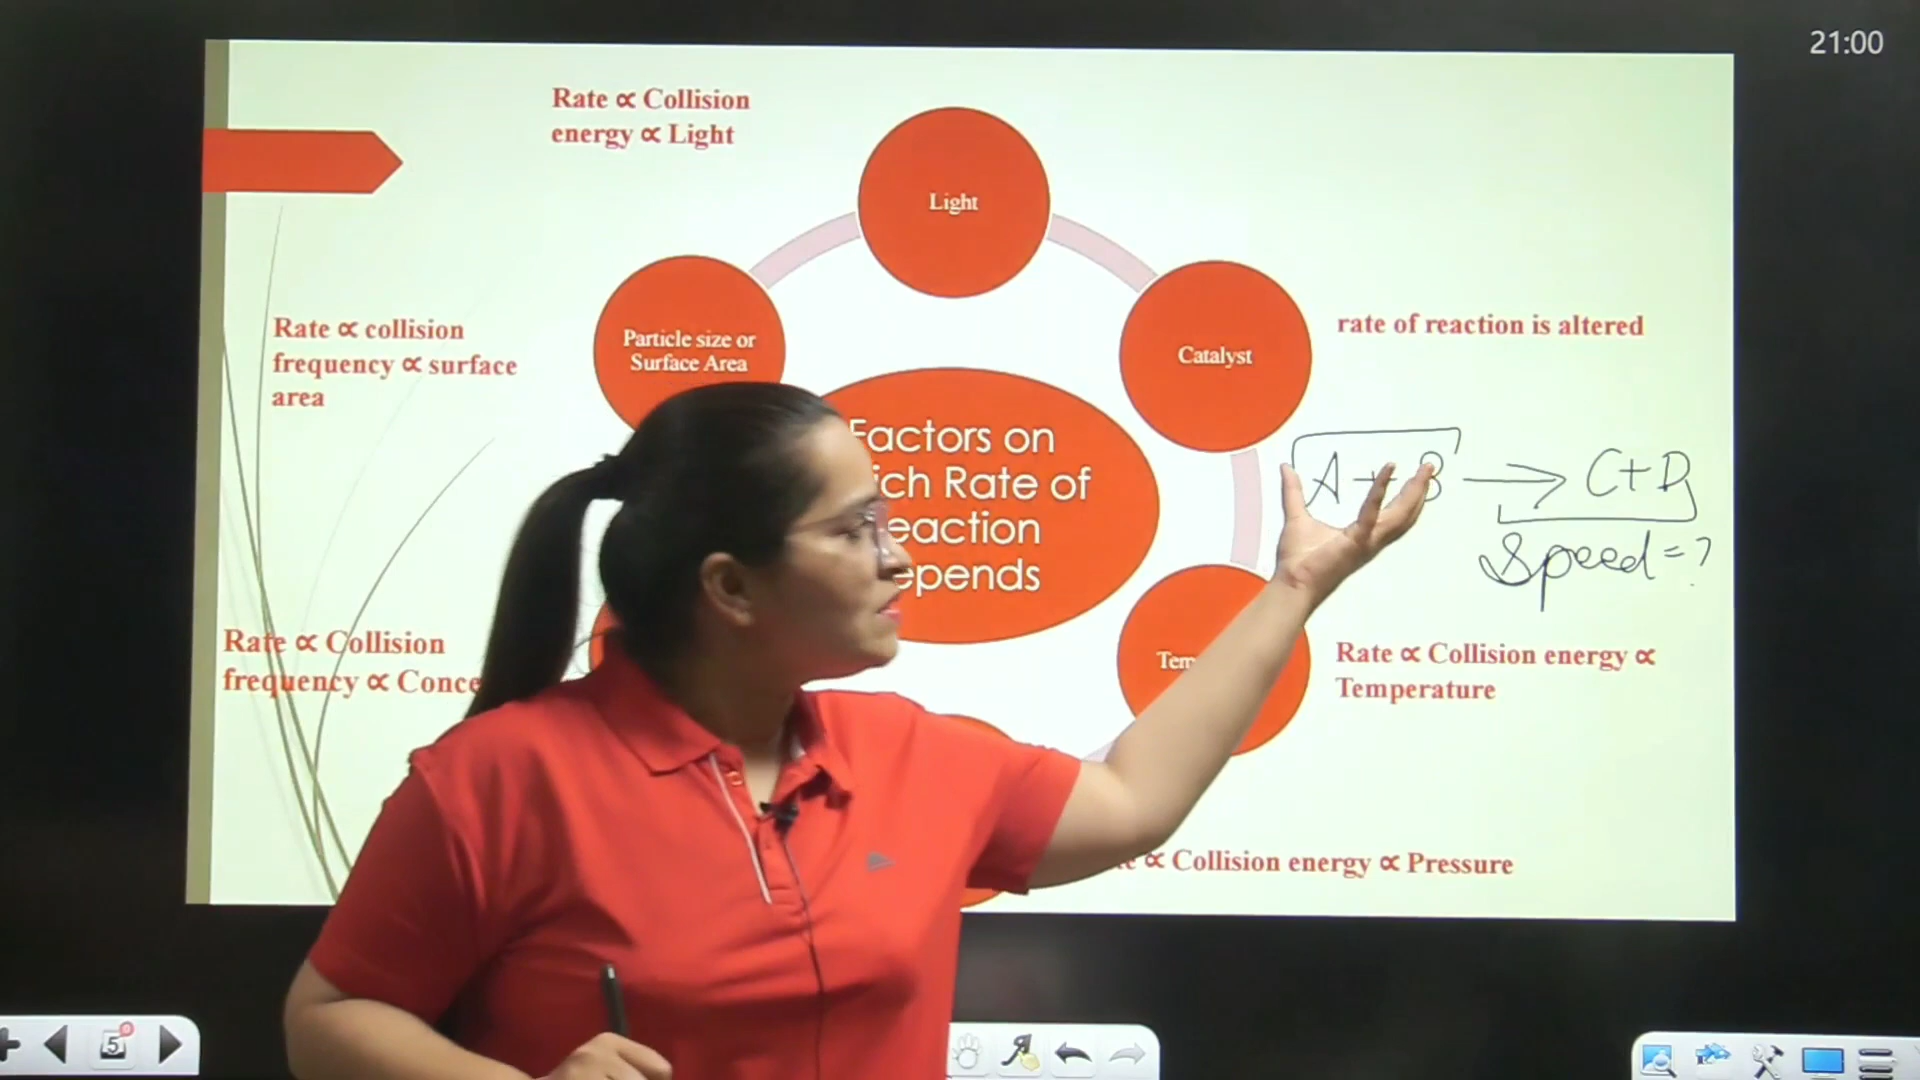 21:00
Rate ∝ Collision
energy ∝ Light
Light
Particle size or
Surface Area
Catalyst
rate of reaction is altered
Rate ∝ collision
frequency ∝ surface
area
Factors on
ich Rate of
eaction
epends
A + B → C+D
Speed = ?
Rate ∝ Collision
frequency ∝ Conce
Tem
Rate ∝ Collision energy ∝
Temperature
∝ Collision energy ∝ Pressure
5